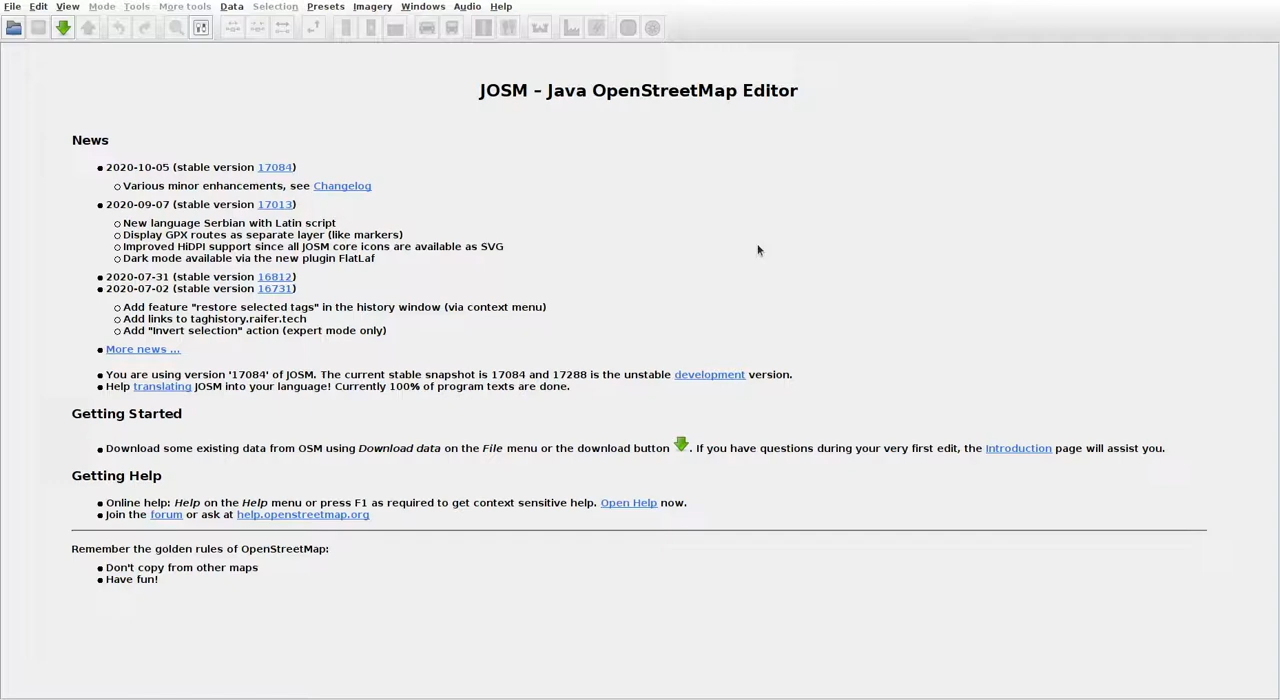 File Edit View Mode Tools More tools Data Selection Presets Imagery Windows Audio Help
JOSM – Java OpenStreetMap Editor
News
2020-10-05 (stable version 17084)
Various minor enhancements, see Changelog
2020-09-07 (stable version 17013)
New language Serbian with Latin script
Display GPX routes as separate layer (like markers)
Improved HiDPI support since all JOSM core icons are available as SVG
Dark mode available via the new plugin FlatLaf
2020-07-31 (stable version 16812)
2020-07-02 (stable version 16731)
Add feature "restore selected tags" in the history window (via context menu)
Add links to taghistory.raifer.tech
Add "Invert selection" action (expert mode only)
More news ...
You are using version '17084' of JOSM. The current stable snapshot is 17084 and 17288 is the unstable development version.
Help translating JOSM into your language! Currently 100% of program texts are done.
Getting Started
Download some existing data from OSM using Download data on the File menu or the download button . If you have questions during your very first edit, the Introduction page will assist you.
Getting Help
Online help: Help on the Help menu or press F1 as required to get context sensitive help. Open Help now.
Join the forum or ask at help.openstreetmap.org
Remember the golden rules of OpenStreetMap:
Don't copy from other maps
Have fun!